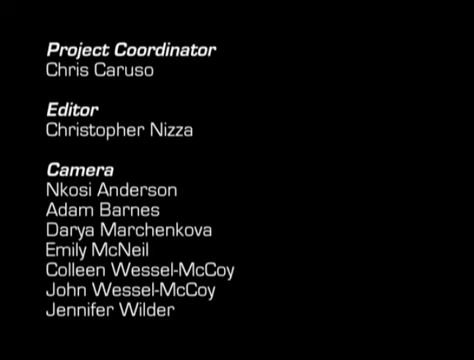 Project Coordinator
Chris Caruso
Editor
Christopher Nizza
Camera
Nkosi Anderson
Adam Barnes
Darya Marchenkova
Emily McNeil
Colleen Wessel-McCoy
John Wessel-McCoy
Jennifer Wilder